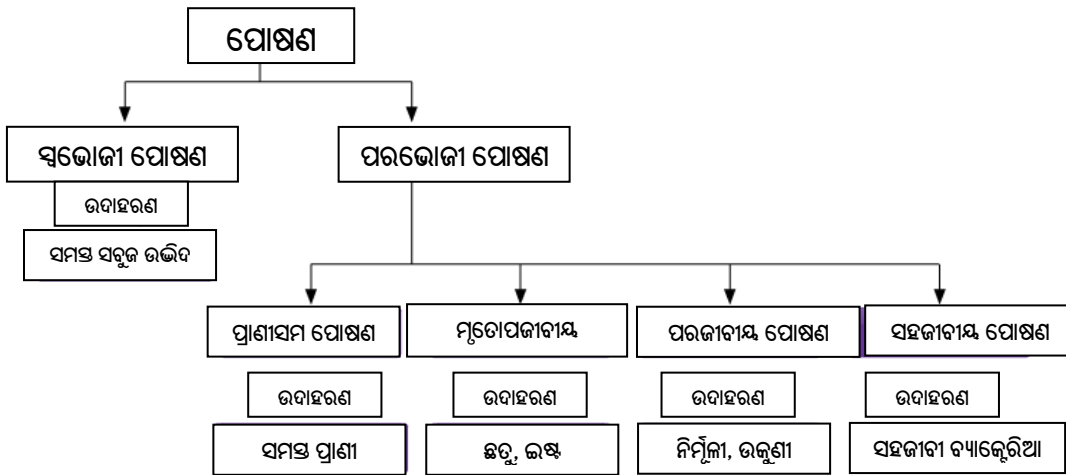 ପୋଷଣ
ସ୍ଵଭୋଜୀ ପୋଷଣ
ପରଭୋଜୀ ପୋଷଣ
ଉଦାହରଣ
ସମସ୍ତ ସବୁଜ ଉଦ୍ଭିଦ
ପ୍ରାଣୀସମ ପୋଷଣ
ମୃତୋପଜୀବୀୟ
ପରଜୀବୀୟ ପୋଷଣ
ସହଜୀବୀୟ ପୋଷଣ
ଉଦାହରଣ
ଉଦାହରଣ
ଉଦାହରଣ
ଉଦାହରଣ
ସମସ୍ତ ପ୍ରାଣୀ
ଛତୁ, ଇଷ୍ଟ
ନିର୍ମୂଳୀ, ଉକୁଣୀ
ସହଜୀବୀ ବ୍ୟାକ୍ଟେରିଆ